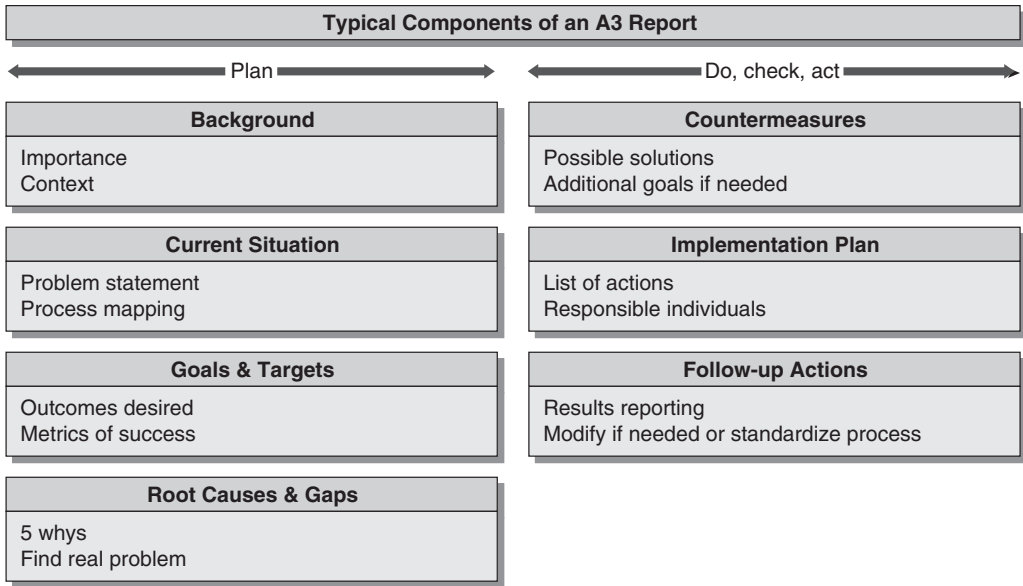 Typical Components of an A3 Report
Plan
Background
Importance
Context
Current Situation
Problem statement
Process mapping
Goals & Targets
Outcomes desired
Metrics of success
Root Causes & Gaps
5 whys
Find real problem
Do, check, act
Countermeasures
Possible solutions
Additional goals if needed
Implementation Plan
List of actions
Responsible individuals
Follow-up Actions
Results reporting
Modify if needed or standardize process